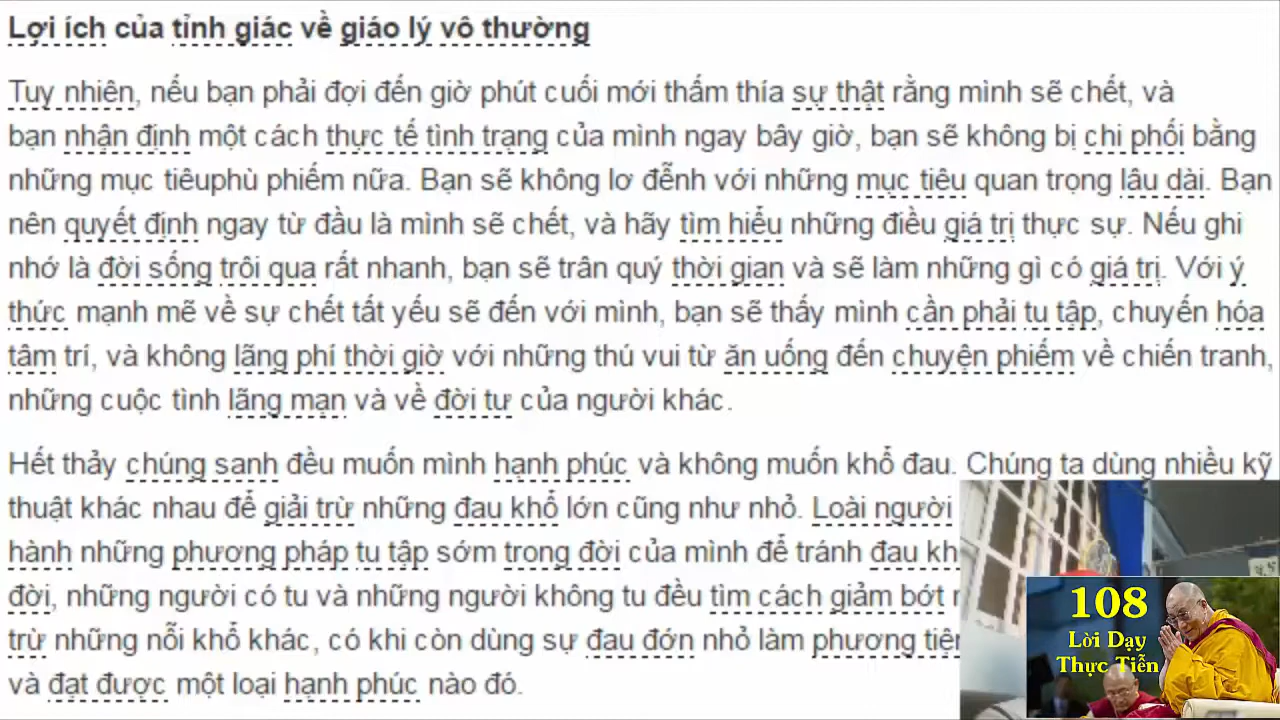 Lợi ích của tỉnh giác về giáo lý vô thường
Tuy nhiên, nếu bạn phải đợi đến giờ phút cuối mới thấm thía sự thật rằng mình sẽ chết, và
bạn nhận định một cách thực tế tình trạng của mình ngay bây giờ, bạn sẽ không bị chi phối bằng
những mục tiêuphù phiếm nữa. Bạn sẽ không lơ đễnh với những mục tiêu quan trọng lâu dài. Bạn
nên quyết định ngay từ đầu là mình sẽ chết, và hãy tìm hiểu những điều giá trị thực sự. Nếu ghi
nhớ là đời sống trôi qua rất nhanh, bạn sẽ trân quý thời gian và sẽ làm những gì có giá trị. Với ý
thức mạnh mẽ về sự chết tất yếu sẽ đến với mình, bạn sẽ thấy mình cần phải tu tập, chuyển hóa
tâm trí, và không lãng phí thời giờ với những thú vui từ ăn uống đến chuyện phiếm về chiến tranh,
những cuộc tình lãng mạn và về đời tư của người khác.
Hết thảy chúng sanh đều muốn mình hạnh phúc và không muốn khổ đau. Chúng ta dùng nhiều kỹ
thuật khác nhau để giải trừ những đau khổ lớn cũng như nhỏ. Loài người
hành những phương pháp tu tập sớm trong đời của mình để tránh đau kh
đời, những người có tu và những người không tu đều tìm cách giảm bớt
trừ những nỗi khổ khác, có khi còn dùng sự đau đớn nhỏ làm phương tiện
và đạt được một loại hạnh phúc nào đó.
108
Lời Dạy
Thực Tiễn